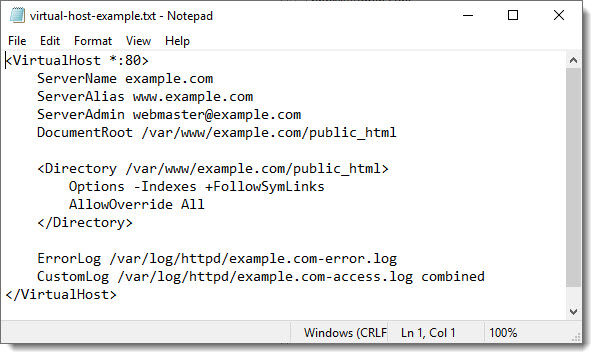 virtual-host-example.txt - Notepad
File Edit Format View Help
<VirtualHost *:80>
    ServerName example.com
    ServerAlias www.example.com
    ServerAdmin webmaster@example.com
    DocumentRoot /var/www/example.com/public_html

    <Directory /var/www/example.com/public_html>
        Options -Indexes +FollowSymLinks
        AllowOverride All
    </Directory>

    ErrorLog /var/log/httpd/example.com-error.log
    CustomLog /var/log/httpd/example.com-access.log combined
</VirtualHost>
Windows (CRLF Ln 1, Col 1 100%